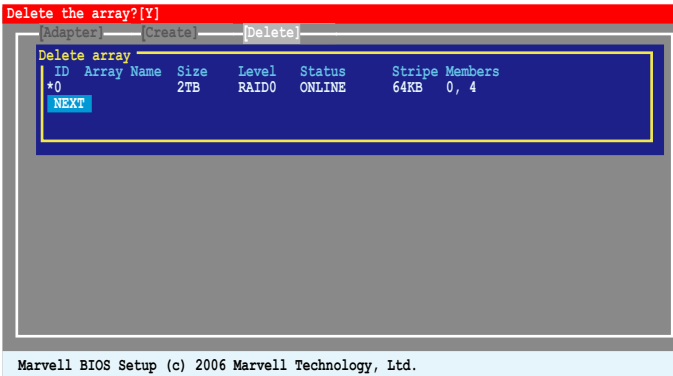 Delete the array?[Y]
[Adapter] [Create] [Delete]
Delete array
ID Array Name Size Level Status Stripe Members
*0 2TB RAID0 ONLINE 64KB 0, 4
NEXT
Marvell BIOS Setup (c) 2006 Marvell Technology, Ltd.